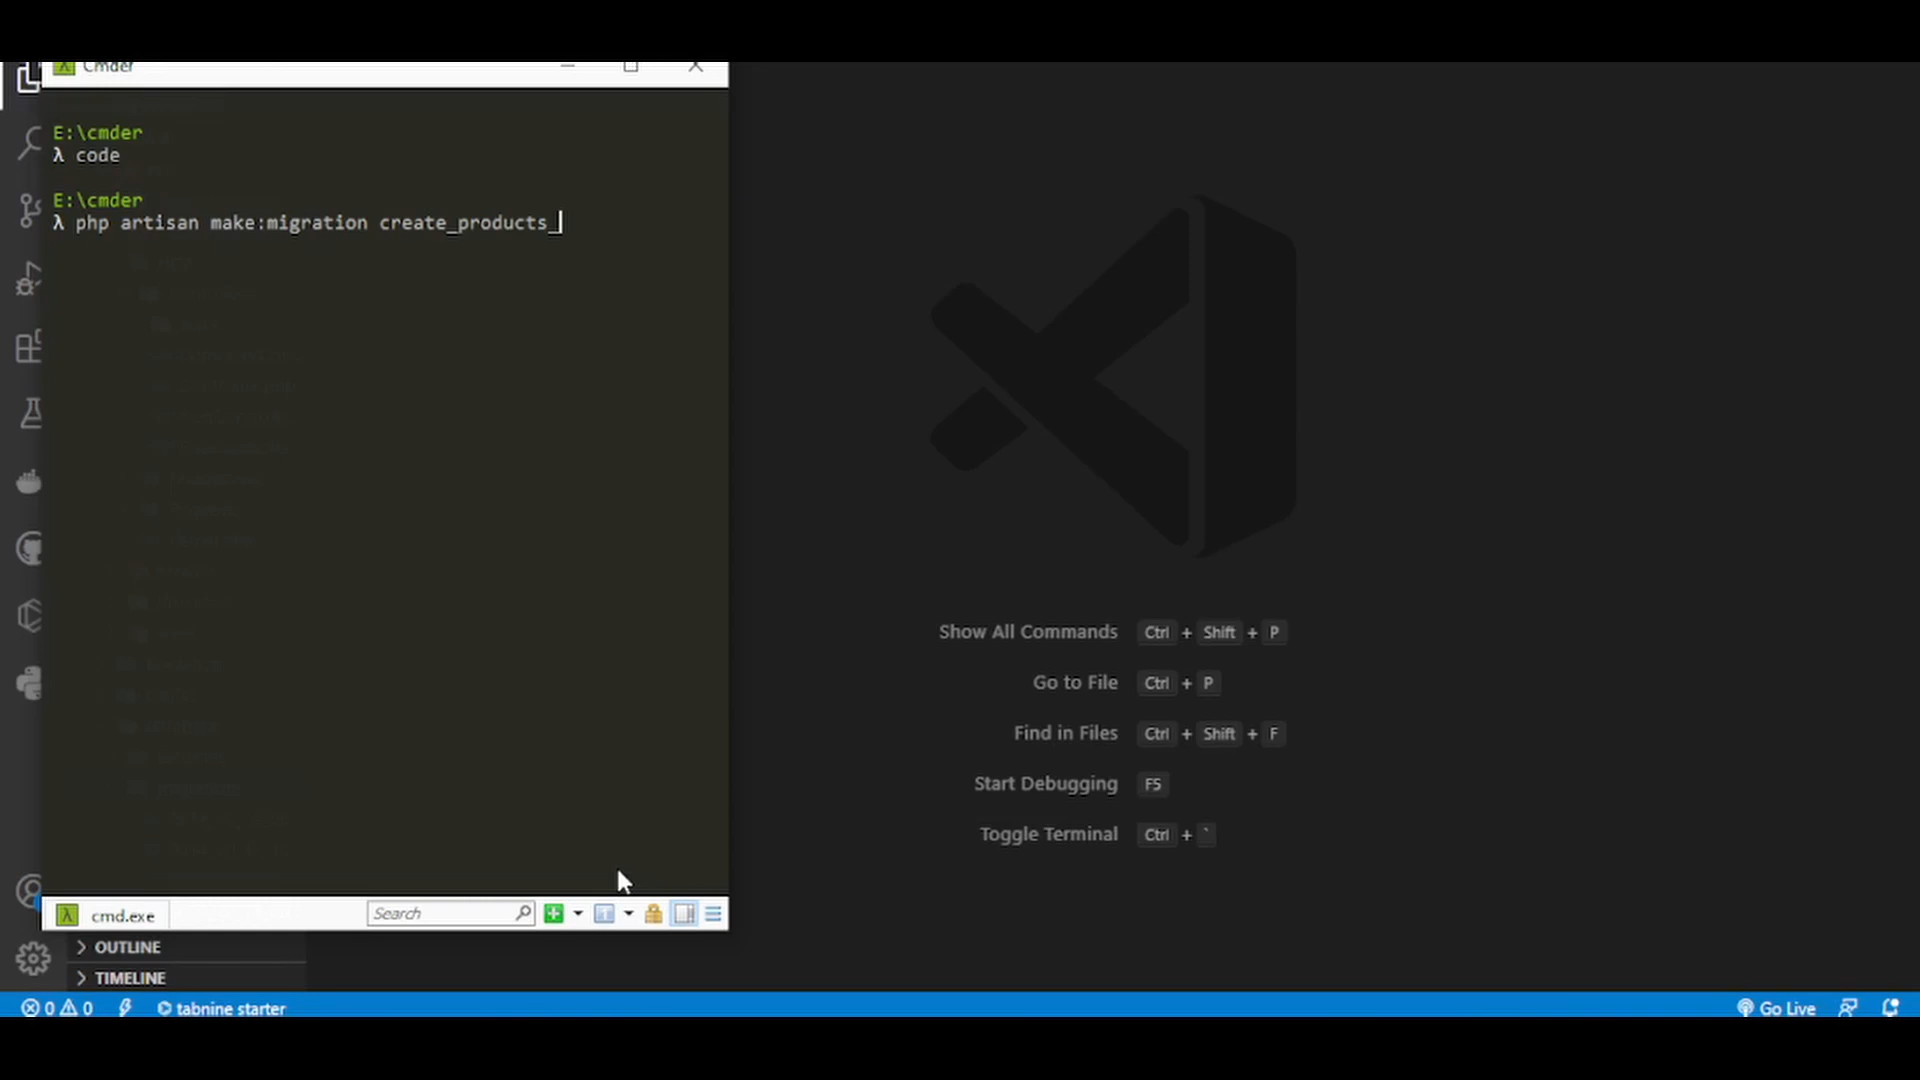 Cmder
E:\cmder
λ code
E:\cmder
λ php artisan make:migration create_products_
Show All Commands Ctrl + Shift + P
Go to File Ctrl + P
Find in Files Ctrl + Shift + F
Start Debugging F5
Toggle Terminal Ctrl + `
cmd.exe
Search
OUTLINE
TIMELINE
0 0 tabnine starter
Go Live